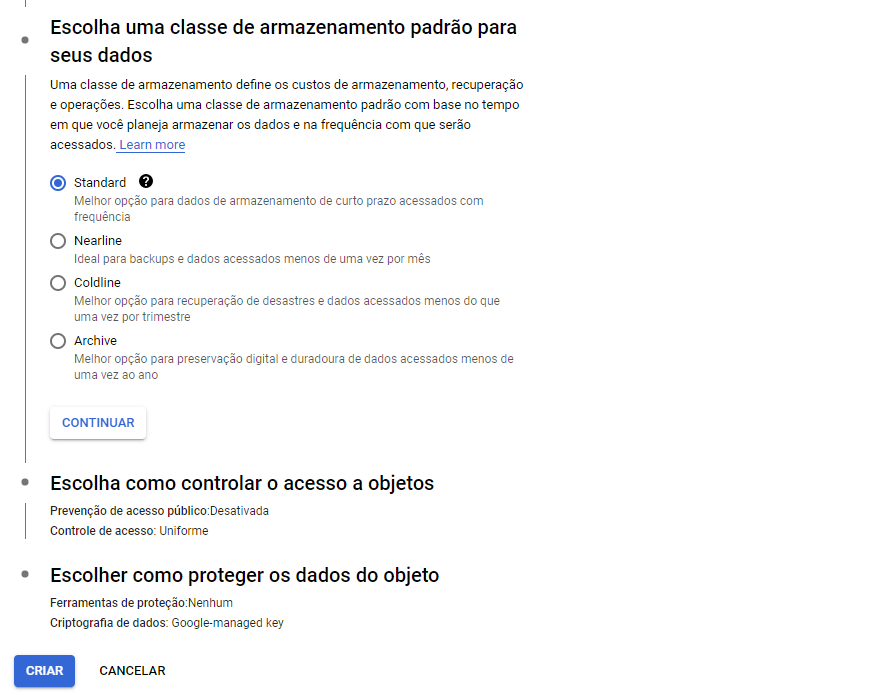 Escolha uma classe de armazenamento padrão para
seus dados
Uma classe de armazenamento define os custos de armazenamento, recuperação
e operações. Escolha uma classe de armazenamento padrão com base no tempo
em que você planeja armazenar os dados e na frequência com que serão
acessados. Learn more
Standard ?
Melhor opção para dados de armazenamento de curto prazo acessados com
frequência
Nearline
Ideal para backups e dados acessados menos de uma vez por mês
Coldline
Melhor opção para recuperação de desastres e dados acessados menos do que
uma vez por trimestre
Archive
Melhor opção para preservação digital e duradoura de dados acessados menos de
uma vez ao ano
CONTINUAR
Escolha como controlar o acesso a objetos
Prevenção de acesso público:Desativada
Controle de acesso: Uniforme
Escolher como proteger os dados do objeto
Ferramentas de proteção:Nenhum
Criptografia de dados: Google-managed key
CRIAR CANCELAR